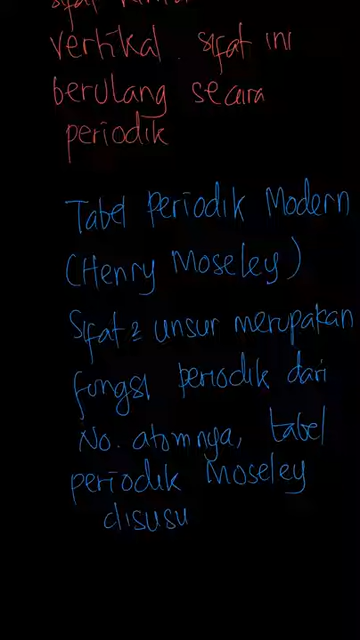 vertikal. sifat ini
berulang secara
periodik
Tabel Periodik Modern
(Henry Moseley)
Sifat2 unsur merupakan
fungsi periodik dari
No. atomnya, tabel
periodik Moseley
disusu